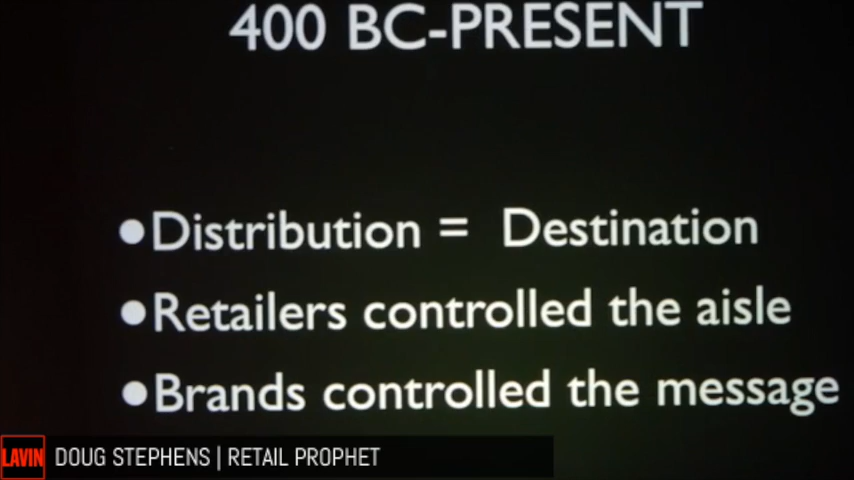 400 BC-PRESENT
●Distribution = Destination
●Retailers controlled the aisle
●Brands controlled the message
LAVIN DOUG STEPHENS | RETAIL PROPHET